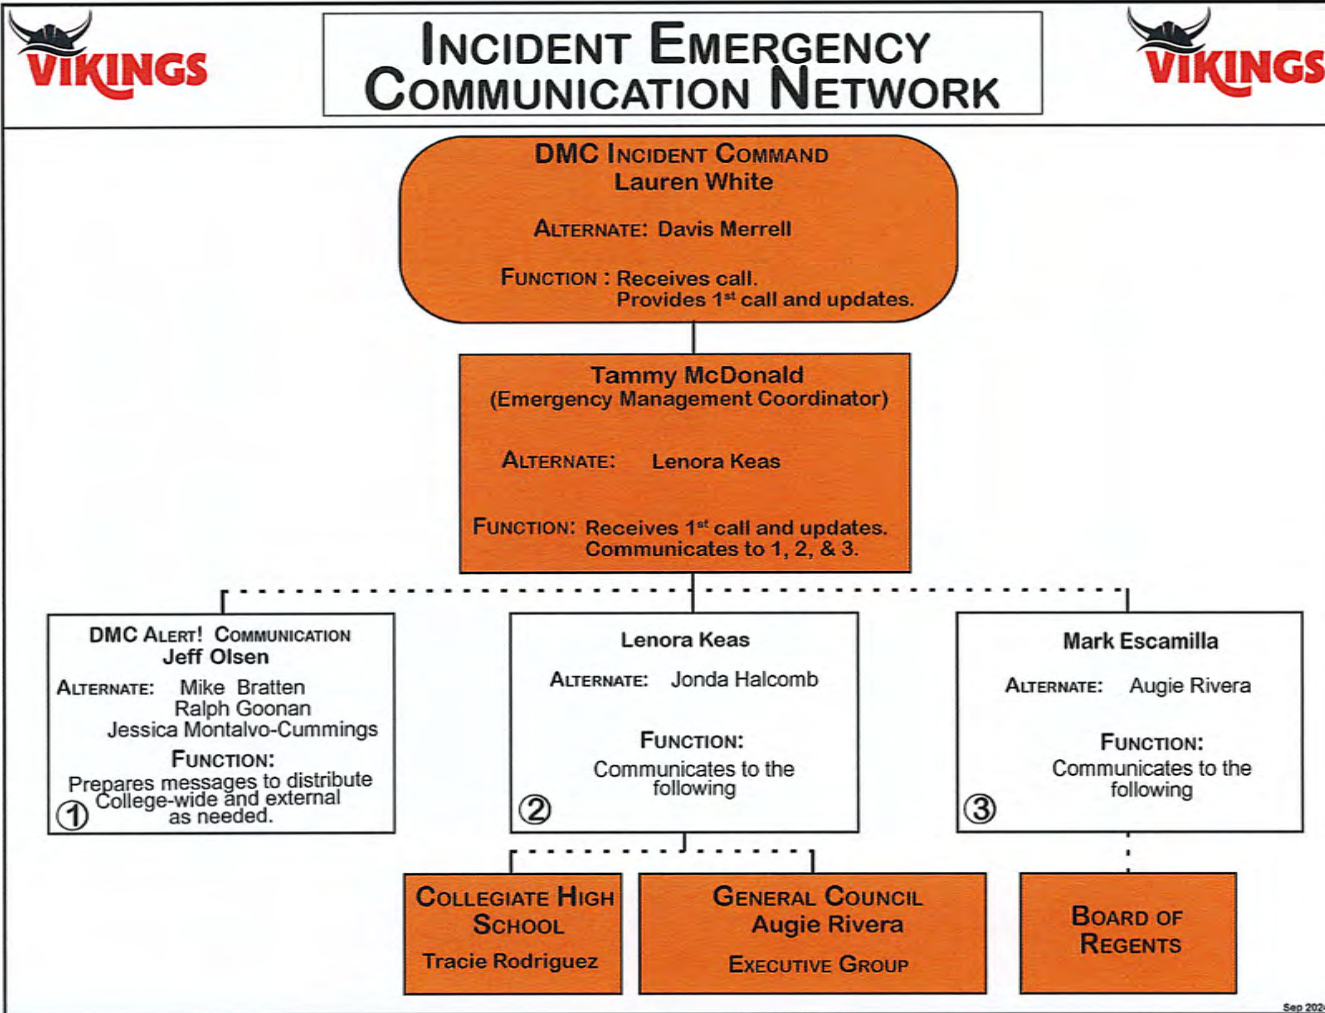 VIKINGS
INCIDENT EMERGENCY
COMMUNICATION NETWORK
VIKINGS
DMC INCIDENT COMMAND
Lauren White
ALTERNATE: Davis Merrell
FUNCTION : Receives call.
Provides 1st call and updates.
Tammy McDonald
(Emergency Management Coordinator)
ALTERNATE: Lenora Keas
FUNCTION: Receives 1st call and updates.
Communicates to 1, 2, & 3.
DMC ALERT! COMMUNICATION
Jeff Olsen
ALTERNATE: Mike Bratten
Ralph Goonan
Jessica Montalvo-Cummings
FUNCTION:
Prepares messages to distribute
College-wide and external
as needed.
①
Lenora Keas
ALTERNATE: Jonda Halcomb
FUNCTION:
Communicates to the
following
②
Mark Escamilla
ALTERNATE: Augie Rivera
FUNCTION:
Communicates to the
following
③
COLLEGIATE HIGH
SCHOOL
Tracie Rodriguez
GENERAL COUNCIL
Augie Rivera
EXECUTIVE GROUP
BOARD OF
REGENTS
Sep 2024